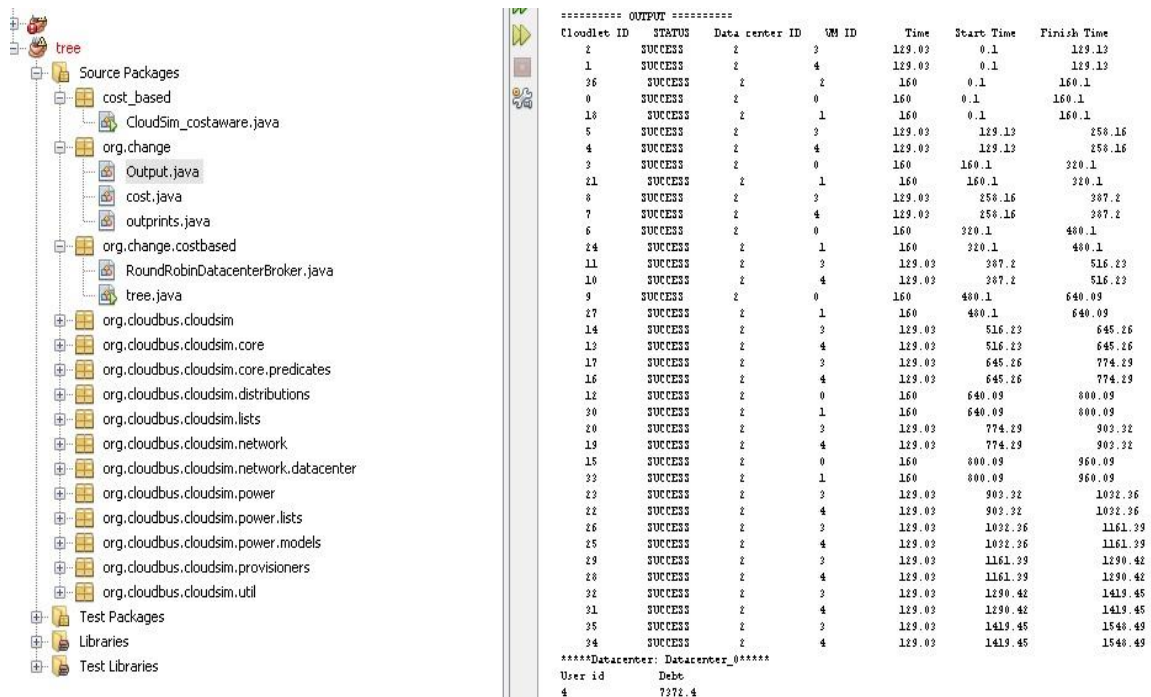 tree
Source Packages
cost_based
CloudSim_costaware.java
org.change
Output.java
cost.java
outprints.java
org.change.costbased
RoundRobinDatacenterBroker.java
tree.java
org.cloudbus.cloudsim
org.cloudbus.cloudsim.core
org.cloudbus.cloudsim.core.predicates
org.cloudbus.cloudsim.distributions
org.cloudbus.cloudsim.lists
org.cloudbus.cloudsim.network
org.cloudbus.cloudsim.network.datacenter
org.cloudbus.cloudsim.power
org.cloudbus.cloudsim.power.lists
org.cloudbus.cloudsim.power.models
org.cloudbus.cloudsim.provisioners
org.cloudbus.cloudsim.util
Test Packages
Libraries
Test Libraries
========== OUTPUT ==========
Cloudlet ID STATUS Data center ID VM ID Time Start Time Finish Time
2 SUCCESS 2 3 129.03 0.1 129.13
1 SUCCESS 2 4 129.03 0.1 129.13
36 SUCCESS 2 2 160 0.1 160.1
0 SUCCESS 2 0 160 0.1 160.1
18 SUCCESS 2 1 160 0.1 160.1
5 SUCCESS 2 3 129.03 129.13 258.16
4 SUCCESS 2 4 129.03 129.13 258.16
3 SUCCESS 2 0 160 160.1 320.1
21 SUCCESS 2 1 160 160.1 320.1
8 SUCCESS 2 3 129.03 258.16 387.2
7 SUCCESS 2 4 129.03 258.16 387.2
6 SUCCESS 2 0 160 320.1 480.1
24 SUCCESS 2 1 160 320.1 480.1
11 SUCCESS 2 3 129.03 387.2 516.23
10 SUCCESS 2 4 129.03 387.2 516.23
9 SUCCESS 2 0 160 480.1 640.09
27 SUCCESS 2 1 160 480.1 640.09
14 SUCCESS 2 3 129.03 516.23 645.26
13 SUCCESS 2 4 129.03 516.23 645.26
17 SUCCESS 2 3 129.03 645.26 774.29
16 SUCCESS 2 4 129.03 645.26 774.29
12 SUCCESS 2 0 160 640.09 800.09
30 SUCCESS 2 1 160 640.09 800.09
20 SUCCESS 2 3 129.03 774.29 903.32
19 SUCCESS 2 4 129.03 774.29 903.32
15 SUCCESS 2 0 160 800.09 960.09
33 SUCCESS 2 1 160 800.09 960.09
23 SUCCESS 2 3 129.03 903.32 1032.36
22 SUCCESS 2 4 129.03 903.32 1032.36
26 SUCCESS 2 3 129.03 1032.36 1161.39
25 SUCCESS 2 4 129.03 1032.36 1161.39
29 SUCCESS 2 3 129.03 1161.39 1290.42
28 SUCCESS 2 4 129.03 1161.39 1290.42
32 SUCCESS 2 3 129.03 1290.42 1419.45
31 SUCCESS 2 4 129.03 1290.42 1419.45
35 SUCCESS 2 3 129.03 1419.45 1548.49
34 SUCCESS 2 4 129.03 1419.45 1548.49
*****Datacenter: Datacenter_0*****
User id Debt
4 7372.4